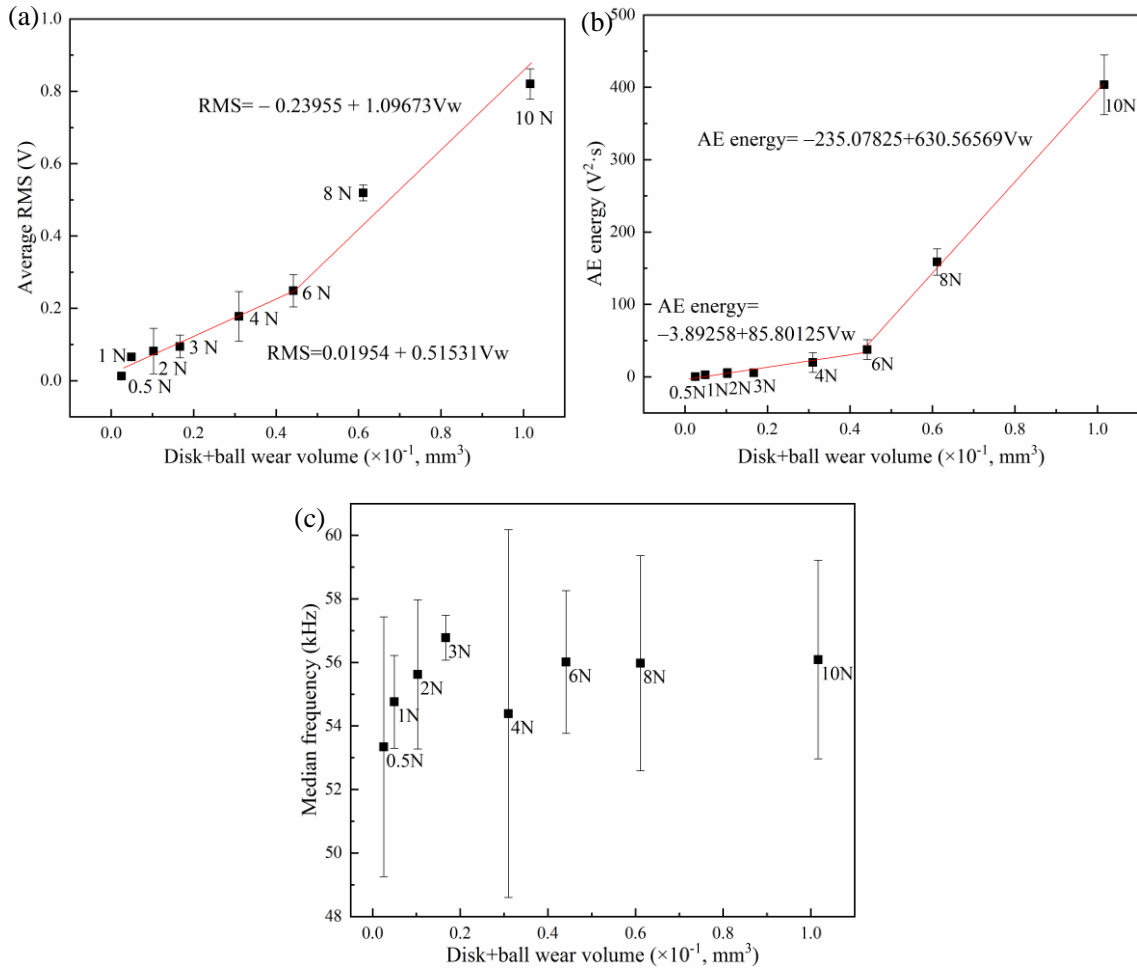 (a)
1.0
0.8
0.6
0.4
0.2
0.0
Average RMS (V)
RMS= – 0.23955 + 1.09673Vw
10 N
8 N
6 N
4 N
3 N
2 N
1 N
0.5 N
RMS=0.01954 + 0.51531Vw
0.0 0.2 0.4 0.6 0.8 1.0
Disk+ball wear volume (×10⁻¹, mm³)
(b)
500
400
300
200
100
0
AE energy (V²·s)
AE energy= –235.07825+630.56569Vw
10N
8N
AE energy=
–3.89258+85.80125Vw
6N
4N
0.5N 1N 2N 3N
0.0 0.2 0.4 0.6 0.8 1.0
Disk+ball wear volume (×10⁻¹, mm³)
(c)
60
58
56
54
52
50
48
Median frequency (kHz)
3N
2N
1N
0.5N
4N
6N
8N
10N
0.0 0.2 0.4 0.6 0.8 1.0
Disk+ball wear volume (×10⁻¹, mm³)